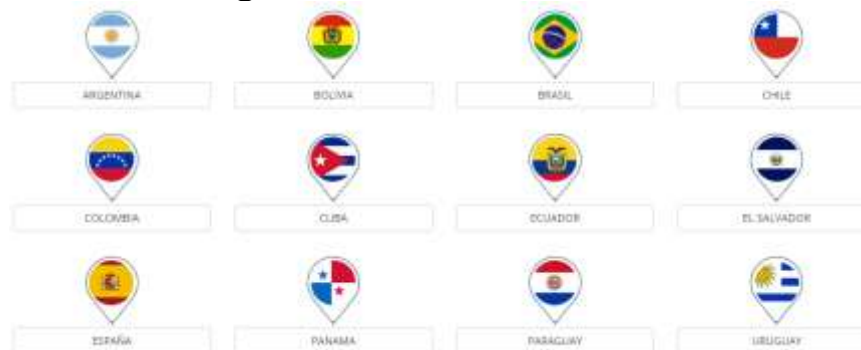 ARGENTINA
BOLIVIA
BRASIL
CHILE
COLOMBIA
CUBA
ECUADOR
EL SALVADOR
ESPAÑA
PANAMA
PARAGUAY
URUGUAY